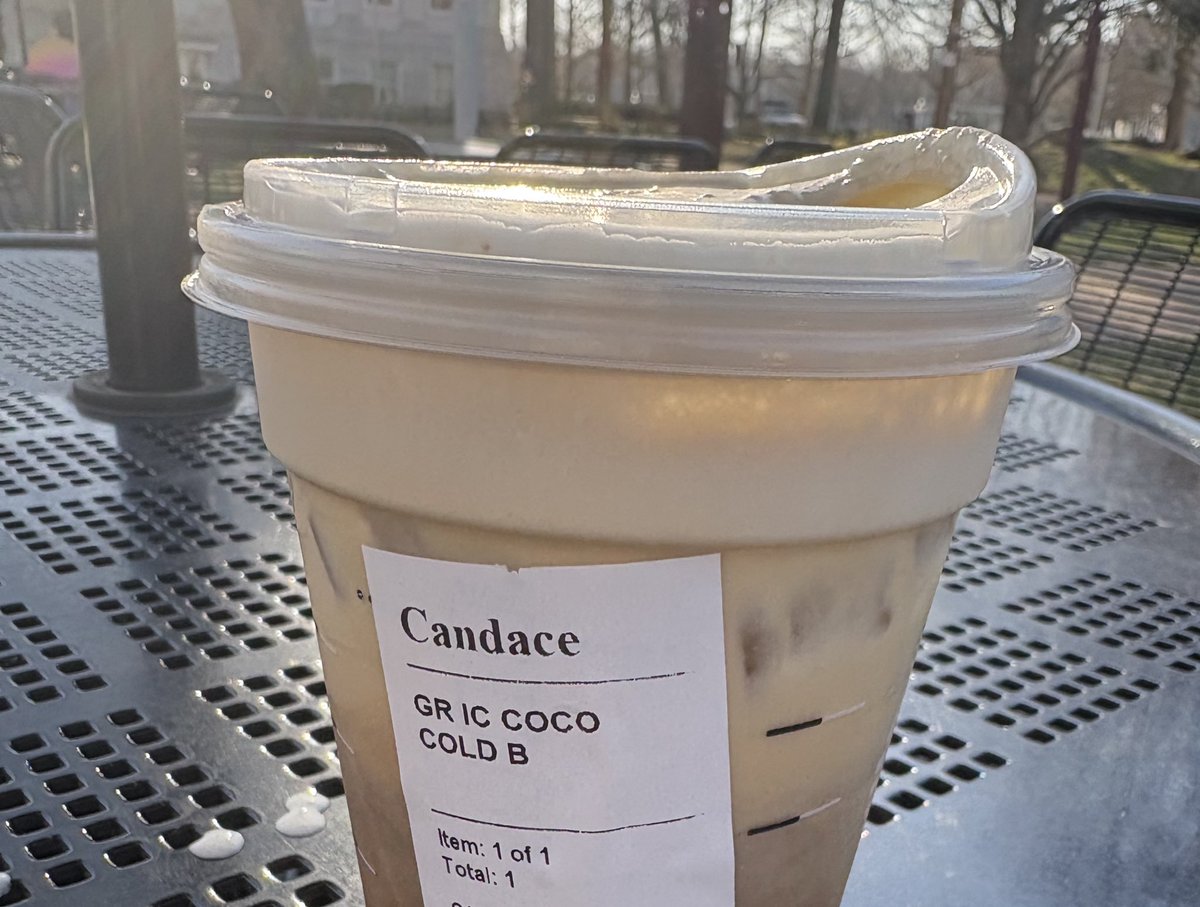 Candace
GR IC COCO
COLD B
Item: 1 of 1
Total: 1